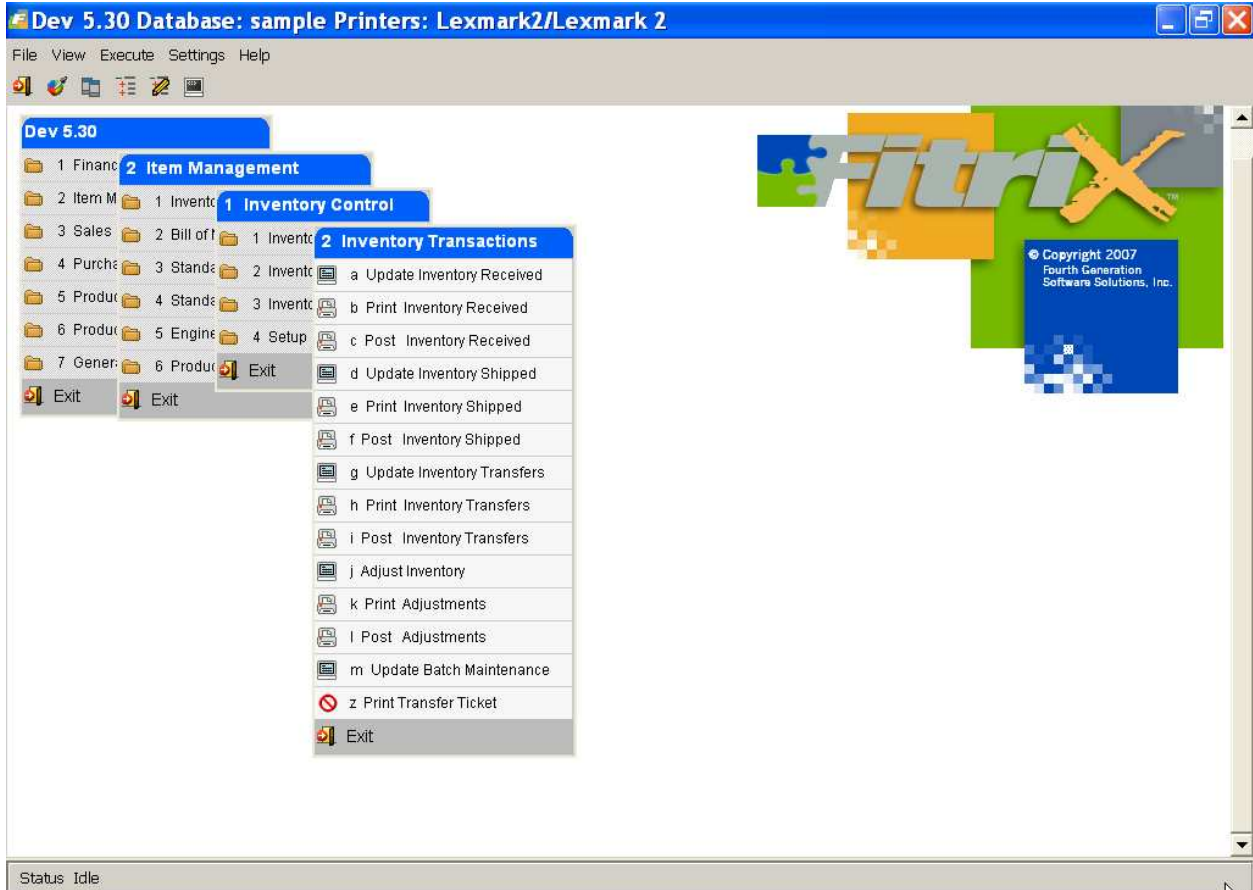 Dev 5.30 Database: sample Printers: Lexmark2/Lexmark 2
File View Execute Settings Help
Dev 5.30
1 Financ
2 Item M
3 Sales
4 Purcha
5 Produc
6 Produc
7 Genera
Exit
2 Item Management
1 Invento
2 Bill of M
3 Standa
4 Standa
5 Engine
6 Produc
Exit
1 Inventory Control
1 Invento
2 Invento
3 Invento
4 Setup
Exit
2 Inventory Transactions
a Update Inventory Received
b Print Inventory Received
c Post Inventory Received
d Update Inventory Shipped
e Print Inventory Shipped
f Post Inventory Shipped
g Update Inventory Transfers
h Print Inventory Transfers
i Post Inventory Transfers
j Adjust Inventory
k Print Adjustments
l Post Adjustments
m Update Batch Maintenance
z Print Transfer Ticket
Exit
Fitrix
TM
© Copyright 2007
Fourth Generation
Software Solutions, Inc.
Status Idle